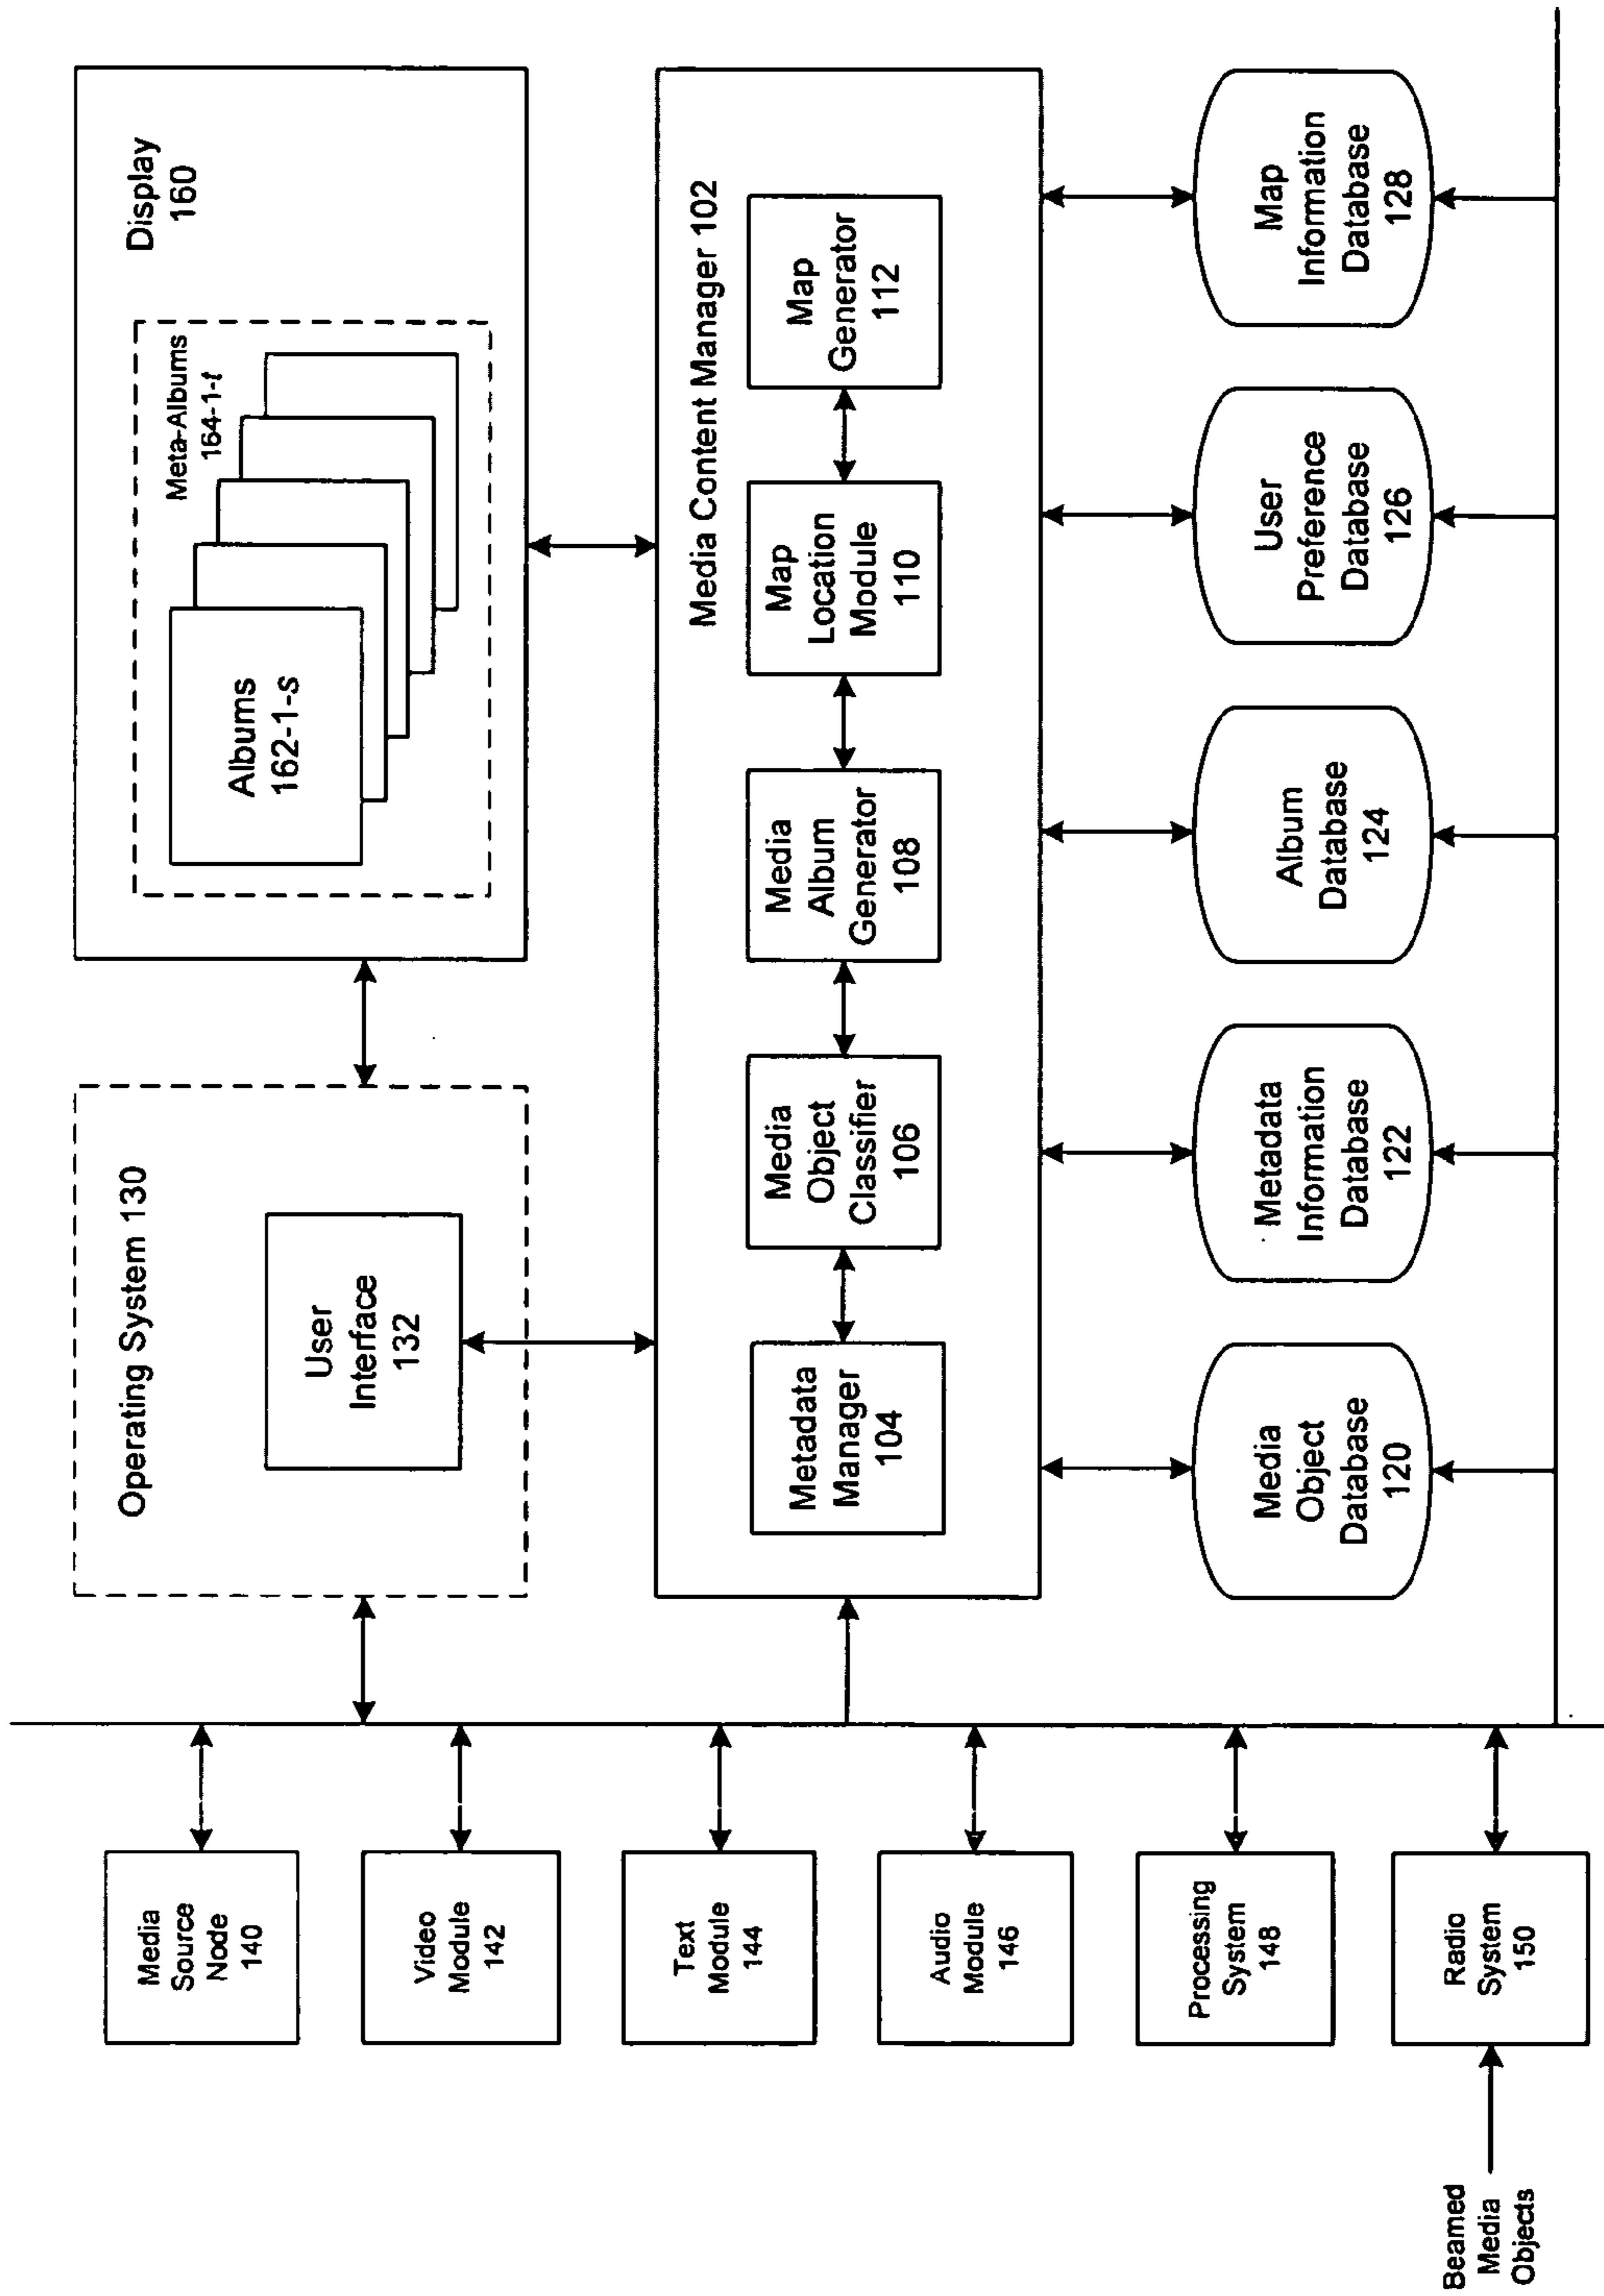 Operating System 130
User
Interface
132
Display
160
Meta-Albums
164-1-t
Albums
162-1-s
Media Content Manager 102
Metadata
Manager
104
Media
Object
Classifier
106
Media
Album
Generator
108
Map
Location
Module
110
Map
Generator
112
Media
Object
Database
120
Metadata
Information
Database
122
Album
Database
124
User
Preference
Database
126
Map
Information
Database
128
Media
Source
Node
140
Video
Module
142
Text
Module
144
Audio
Module
146
Processing
System
148
Radio
System
150
Beamed
Media
Objects